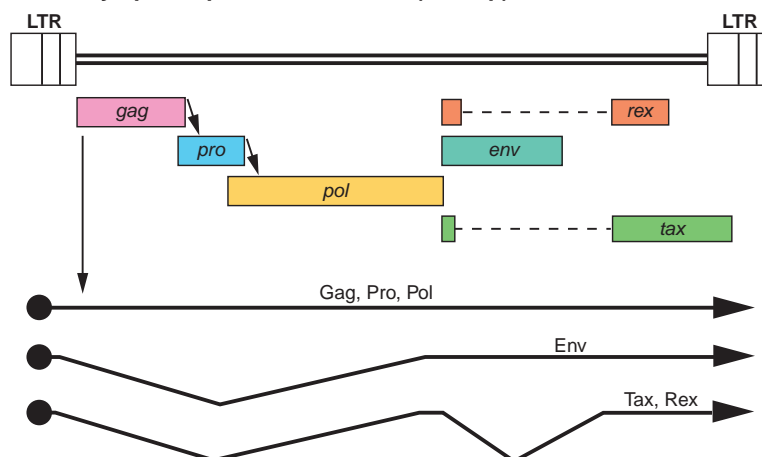 LTR LTR
gag rex
pro env
pol
tax
Gag, Pro, Pol
Env
Tax, Rex